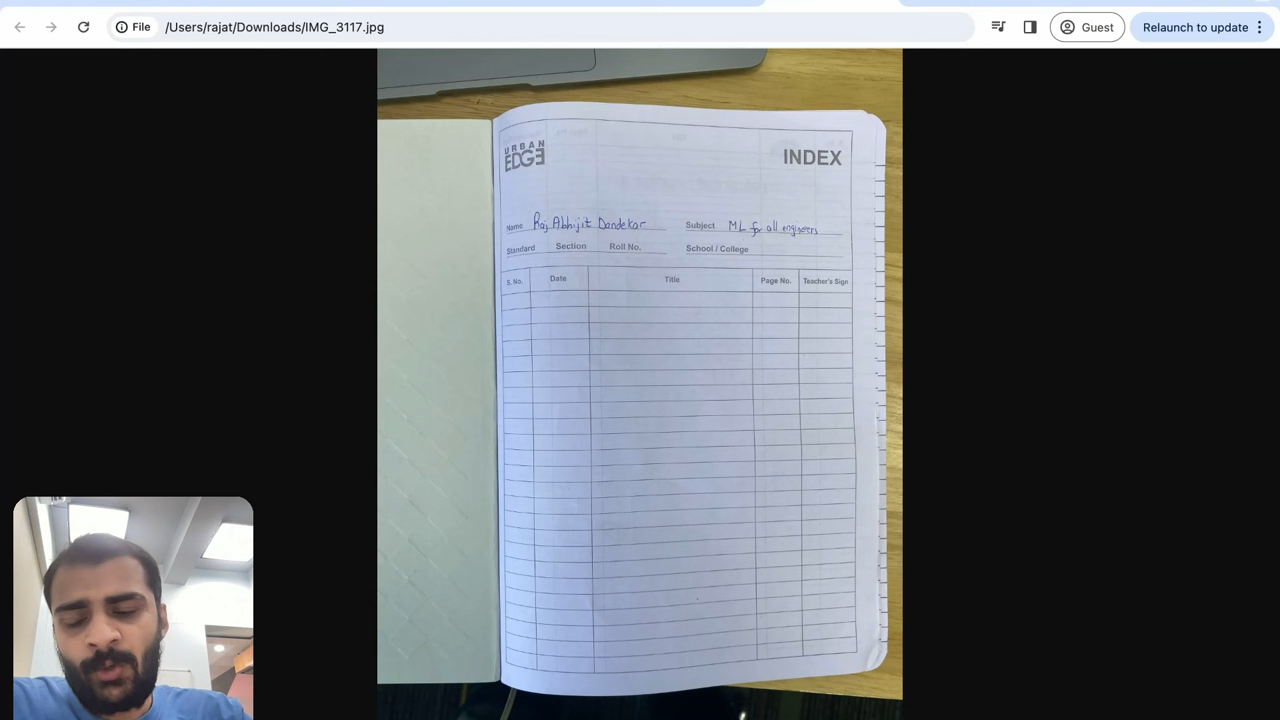 File /Users/rajat/Downloads/IMG_3117.jpg Guest Relaunch to update
URBAN
EDGE
INDEX
Name Raj Abhijit Dandekar Subject ML for all engineers
Standard Section Roll No. School / College
S. No. Date Title Page No. Teacher's Sign